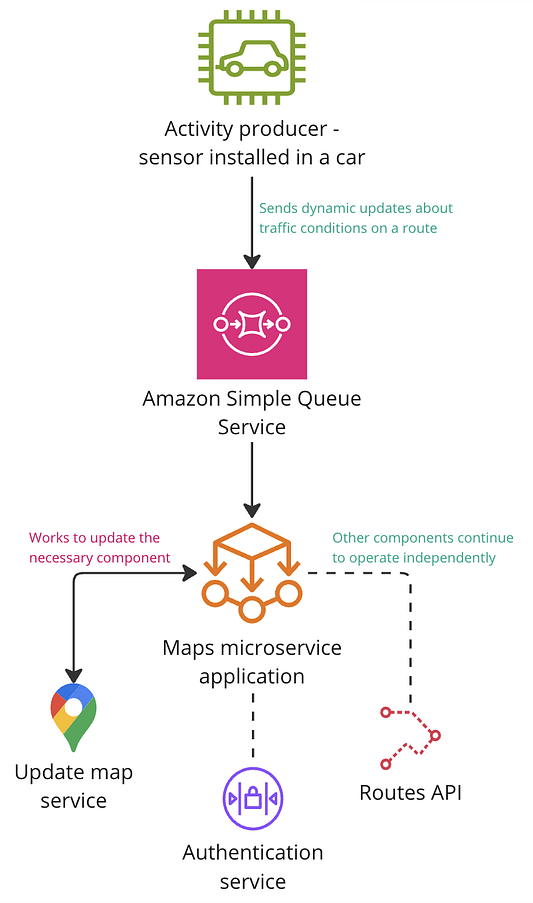 Activity producer -
sensor installed in a car
Sends dynamic updates about
traffic conditions on a route
Amazon Simple Queue
Service
Works to update the
necessary component
Other components continue
to operate independently
Maps microservice
application
Update map
service
Routes API
Authentication
service